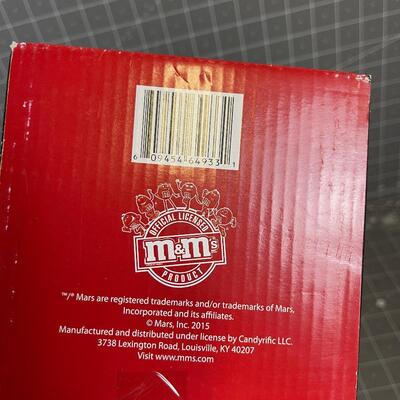 6 09454 64933 1
OFFICIAL LICENSED
m&m's
PRODUCT
™/® Mars are registered trademarks and/or trademarks of Mars,
Incorporated and its affiliates.
© Mars, Inc. 2015
Manufactured and distributed under license by Candyrific LLC.
3738 Lexington Road, Louisville, KY 40207
Visit www.mms.com